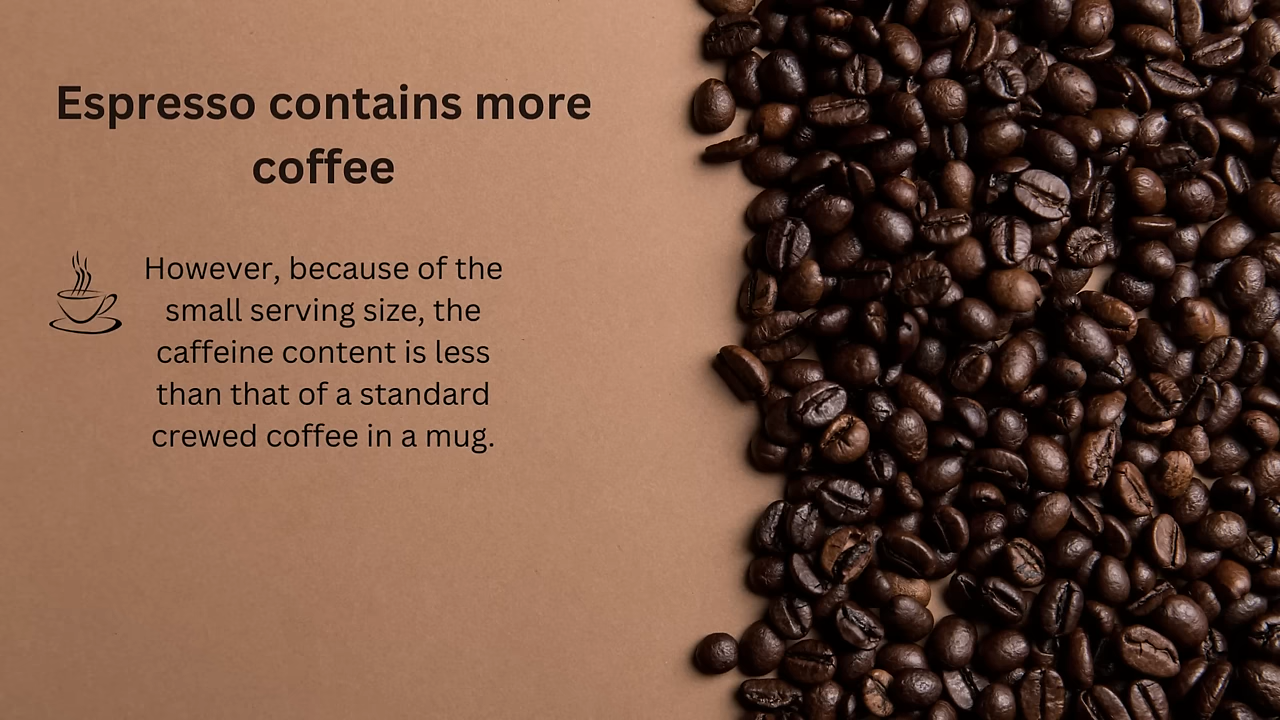 Espresso contains more
coffee
However, because of the
small serving size, the
caffeine content is less
than that of a standard
crewed coffee in a mug.